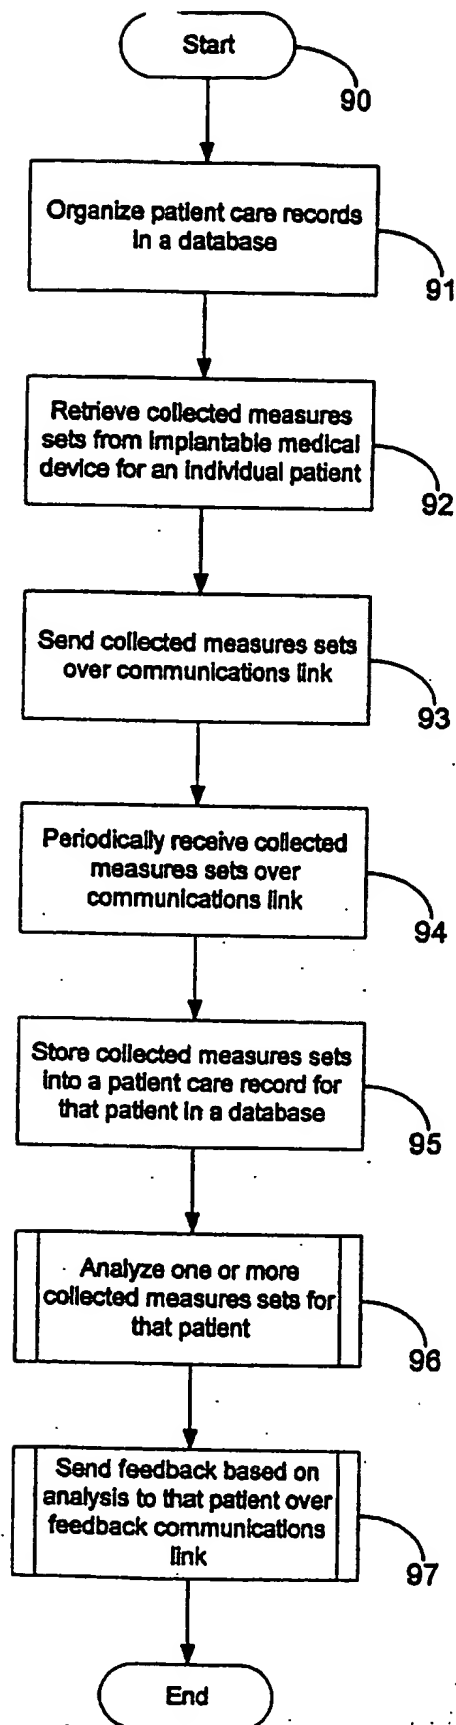 Start
90
Organize patient care records
in a database
91
Retrieve collected measures
sets from implantable medical
device for an individual patient
92
Send collected measures sets
over communications link
93
Periodically receive collected
measures sets over
communications link
94
Store collected measures sets
into a patient care record for
that patient in a database
95
Analyze one or more
collected measures sets for
that patient
96
Send feedback based on
analysis to that patient over
feedback communications
link
97
End